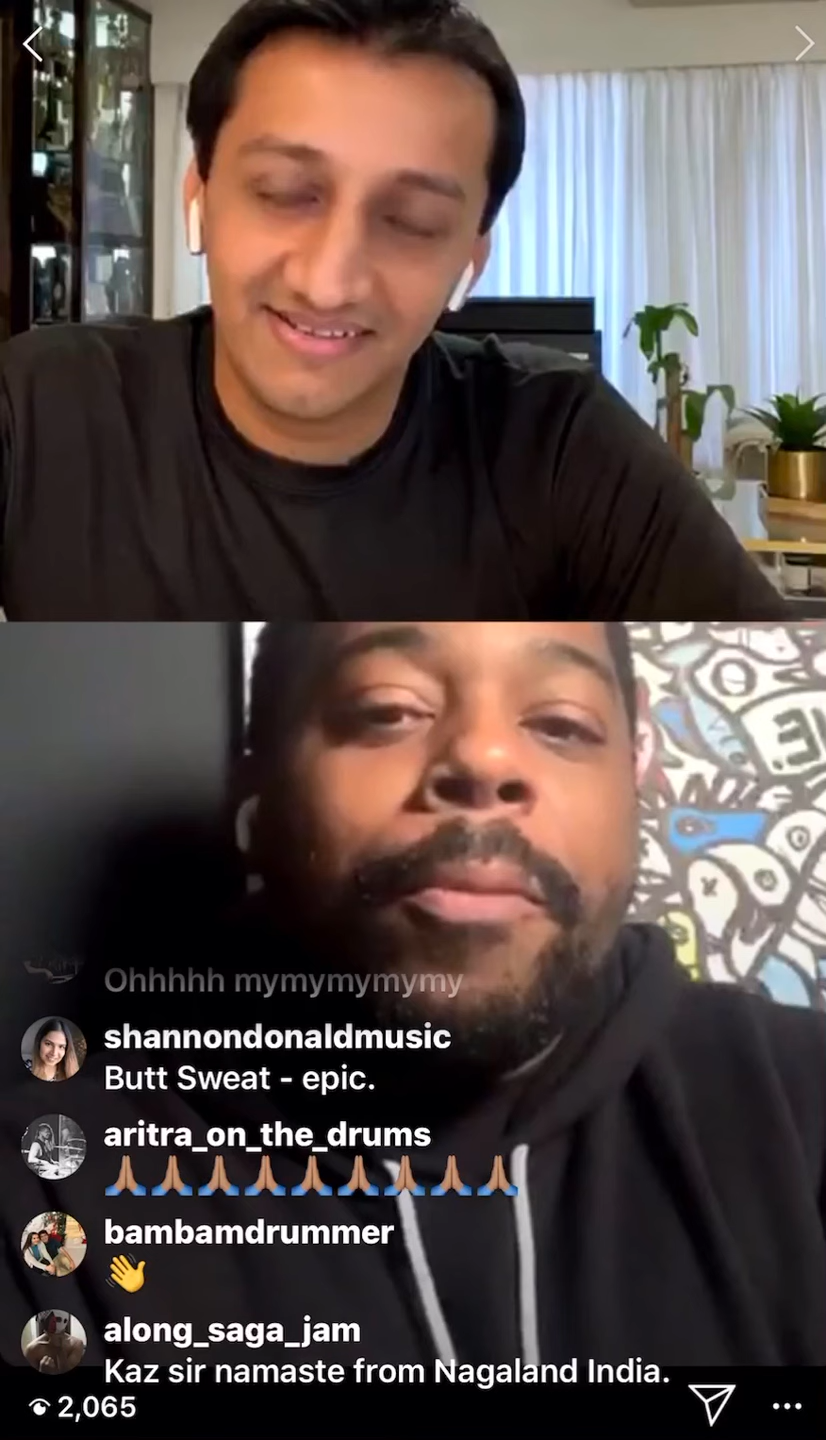 Ohhhhh mymymymymy
shannondonaldmusic
Butt Sweat - epic.
aritra_on_the_drums
🙏🏽🙏🏽🙏🏽🙏🏽🙏🏽🙏🏽🙏🏽🙏🏽🙏🏽
bambamdrummer
👋
along_saga_jam
Kaz sir namaste from Nagaland India.
2,065